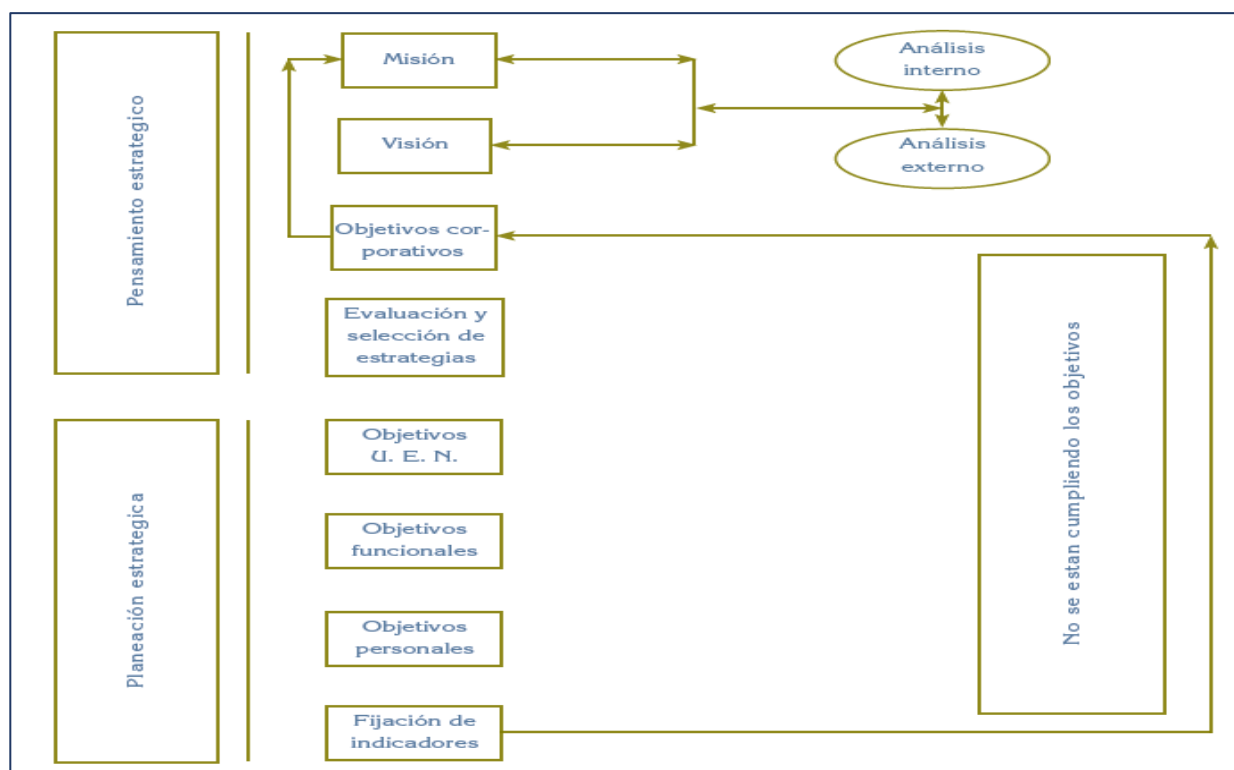 Pensamiento estrategico
Misión
Visión
Objetivos cor-
porativos
Evaluación y
selección de
estrategias
Análisis
interno
Análisis
externo
Planeación estrategica
Objetivos
U. E. N.
Objetivos
funcionales
Objetivos
personales
Fijación de
indicadores
No se estan cumpliendo los objetivos